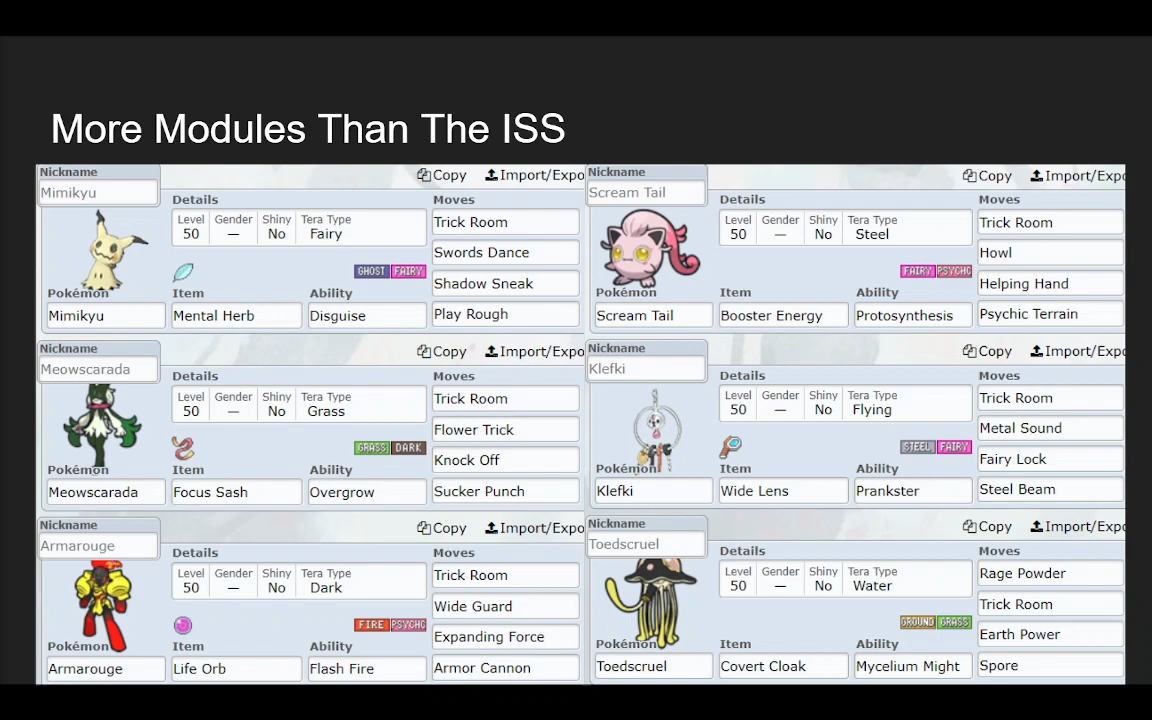 More Modules Than The ISS
Nickname
Mimikyu
Copy Import/Expo
Details
Moves
Level Gender Shiny Tera Type
50 — No Fairy
Trick Room
Swords Dance
GHOST FAIRY
Shadow Sneak
Pokémon Item Ability
Mimikyu Mental Herb Disguise
Play Rough
Nickname
Scream Tail
Copy Import/Expo
Details
Moves
Level Gender Shiny Tera Type
50 — No Steel
Trick Room
Howl
FAIRY PSYCHC
Helping Hand
Pokémon Item Ability
Scream Tail Booster Energy Protosynthesis
Psychic Terrain
Nickname
Meowscarada
Copy Import/Expo
Details
Moves
Level Gender Shiny Tera Type
50 — No Grass
Trick Room
Flower Trick
GRASS DARK
Knock Off
Pokémon Item Ability
Meowscarada Focus Sash Overgrow
Sucker Punch
Nickname
Klefki
Copy Import/Expo
Details
Moves
Level Gender Shiny Tera Type
50 — No Flying
Trick Room
Metal Sound
STEEL FAIRY
Fairy Lock
Pokémon Item Ability
Klefki Wide Lens Prankster
Steel Beam
Nickname
Armarouge
Copy Import/Expo
Details
Moves
Level Gender Shiny Tera Type
50 — No Dark
Trick Room
Wide Guard
FIRE PSYCHC
Expanding Force
Pokémon Item Ability
Armarouge Life Orb Flash Fire
Armor Cannon
Nickname
Toedscruel
Copy Import/Expo
Details
Moves
Level Gender Shiny Tera Type
50 — No Water
Rage Powder
Trick Room
GROUND GRASS
Earth Power
Pokémon Item Ability
Toedscruel Covert Cloak Mycelium Might
Spore